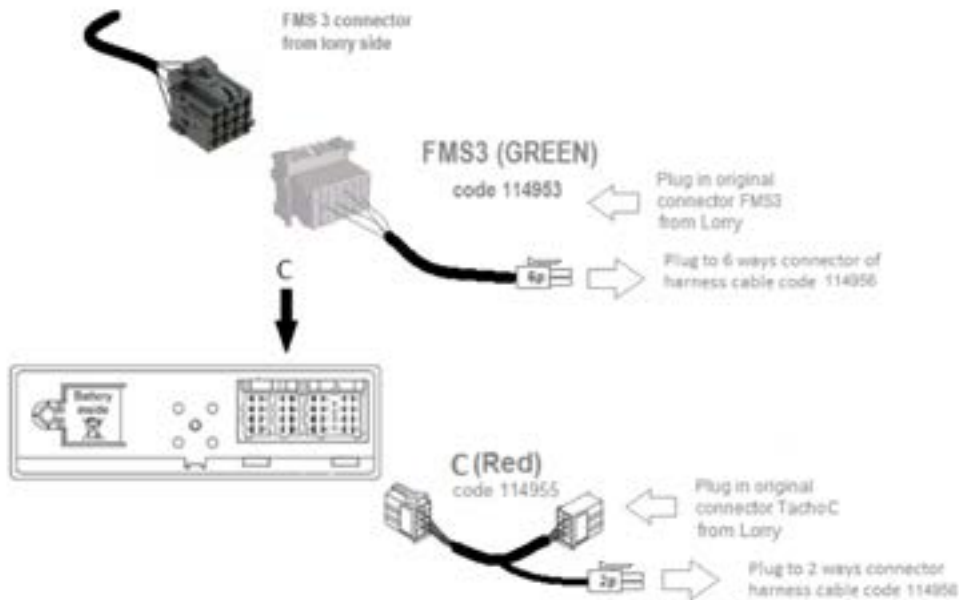 FMS 3 connector
from lorry side
FMS3 (GREEN)
code 114953
Plug in original
connector FMS3
from Lorry
6p
Plug to 6 ways connector of
harness cable code 114956
C
Battery
inside
C (Red)
code 114955
Plug in original
connector TachoC
from Lorry
2p
Plug to 2 ways connector
harness cable code 114956